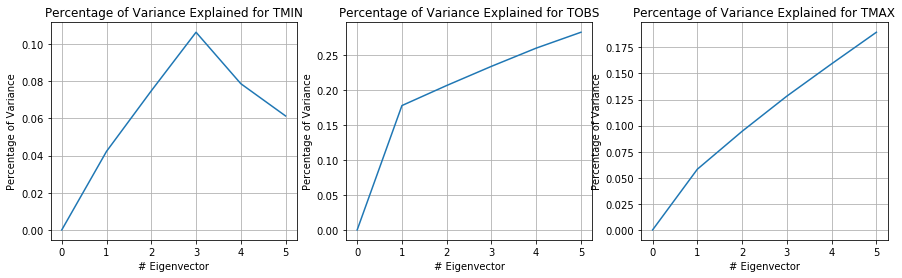 Percentage of Variance Explained for TMIN
Percentage of Variance
0.10
0.08
0.06
0.04
0.02
0.00
0 1 2 3 4 5
# Eigenvector
Percentage of Variance Explained for TOBS
Percentage of Variance
0.25
0.20
0.15
0.10
0.05
0.00
0 1 2 3 4 5
# Eigenvector
Percentage of Variance Explained for TMAX
Percentage of Variance
0.175
0.150
0.125
0.100
0.075
0.050
0.025
0.000
0 1 2 3 4 5
# Eigenvector